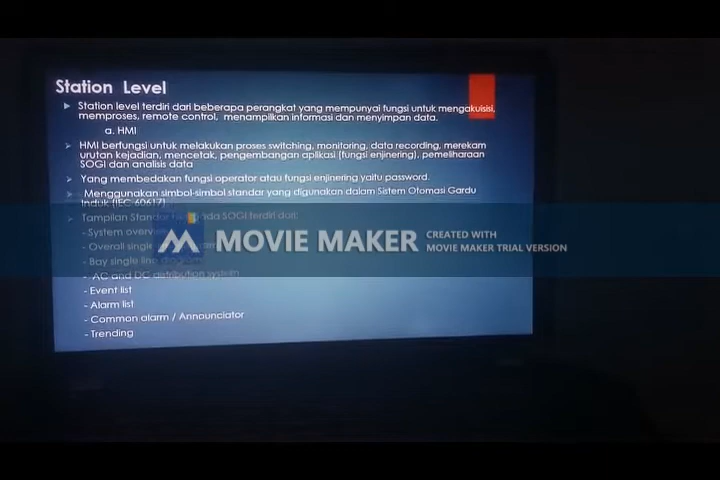 Station Level
Station level terdiri dari beberapa perangkat yang mempunyai fungsi untuk mengakuisisi,
memproses, remote control, menampilkan informasi dan menyimpan data.
a. HMI
HMI berfungsi untuk melakukan proses switching, monitoring, data recording, merekam
urutan kejadian, mencetak, pengembangan aplikasi (fungsi enjinering), pemeliharaan
SOGI dan analisis data
Yang membedakan fungsi operator atau fungsi enjinering yaitu password.
Menggunakan simbol-simbol standar yang digunakan dalam Sistem Otomasi Gardu
Induk (IEC 60617)
Tampilan Standar pada SOGI terdiri dari:
- System overview
- Overall single
- Bay single line diagram
- AC and DC distribution system
MOVIE MAKER
CREATED WITH
MOVIE MAKER TRIAL VERSION
- Event list
- Alarm list
- Common alarm / Announciator
- Trending